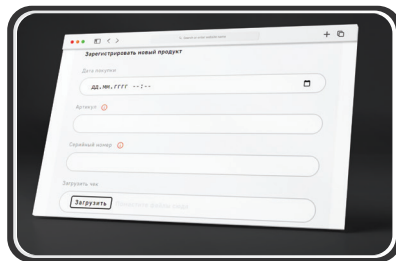 Зарегистрировать новый продукт
Дата покупки
ДД.ММ.ГГГГ --:--
Артикул
Серийный номер
Загрузить чек
Загрузить